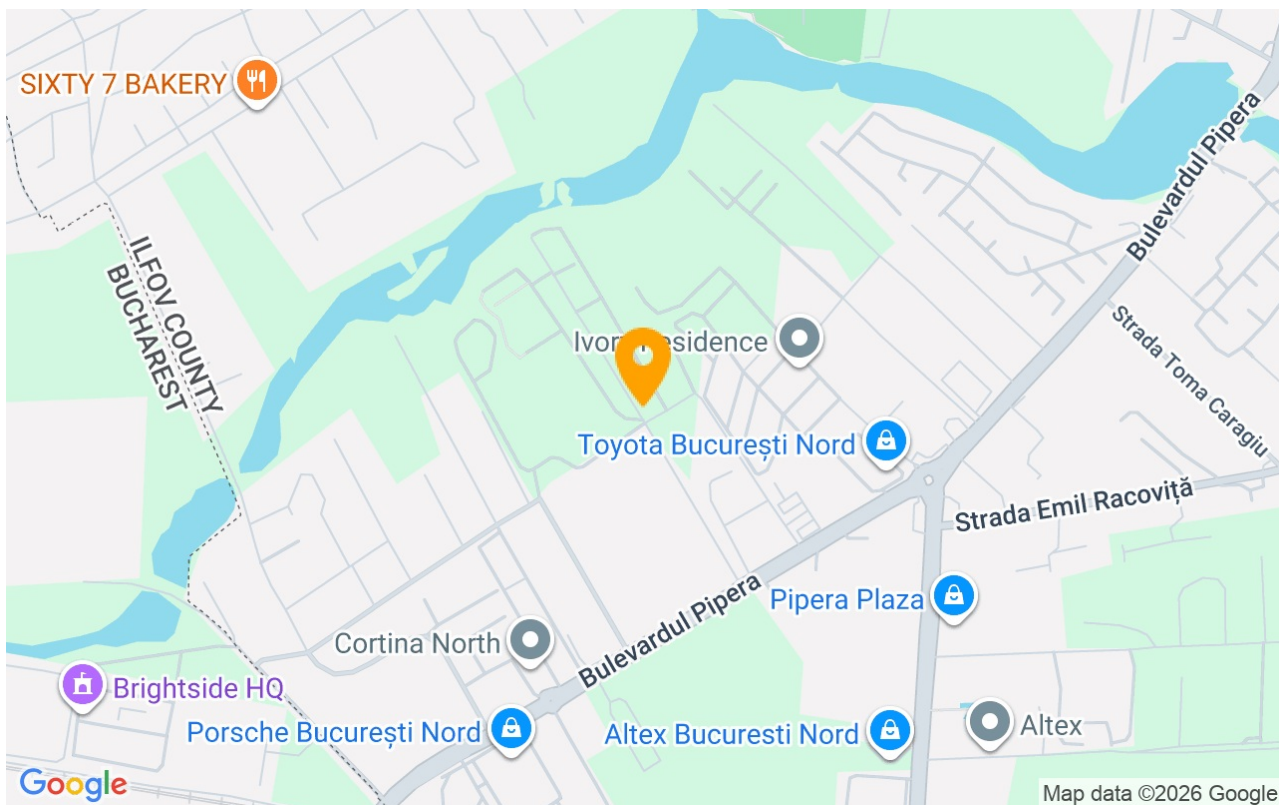 SIXTY 7 BAKERY
Bulevardul Pipera
ILFOV COUNTY
BUCHAREST
Strada Toma Caragiu
Ivory Residence
Toyota București Nord
Strada Emil Racoviță
Bulevardul Pipera
Pipera Plaza
Cortina North
Brightside HQ
Porsche București Nord
Altex Bucuresti Nord
Altex
Google
Map data ©2026 Google